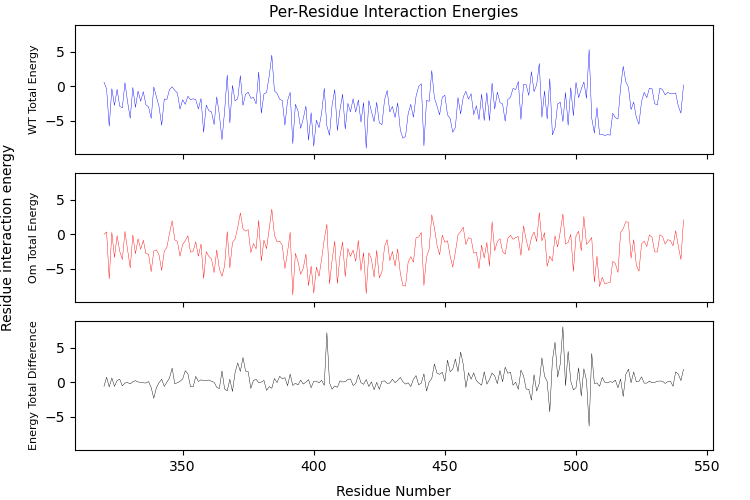 Per-Residue Interaction Energies
Residue interaction energy
WT Total Energy
5
0
−5
Om Total Energy
5
0
−5
Energy Total Difference
5
0
−5
350
400
450
500
550
Residue Number